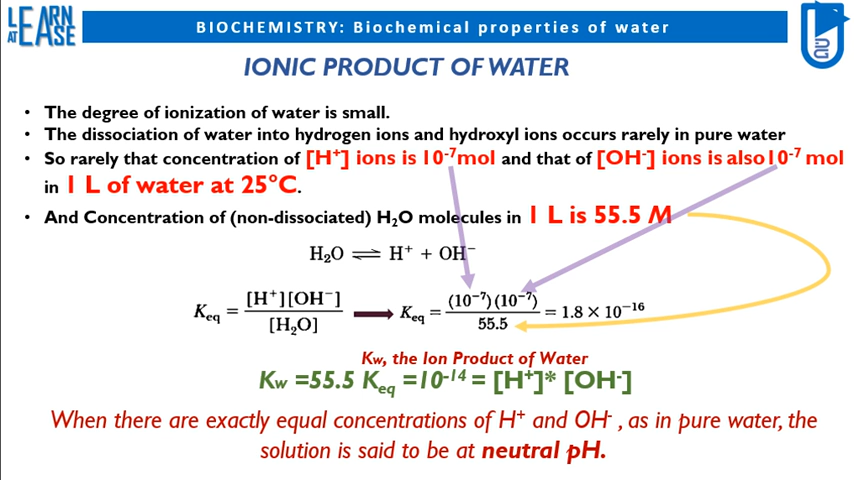 LEARN
AT EASE
BIOCHEMISTRY: Biochemical properties of water
IONIC PRODUCT OF WATER
• The degree of ionization of water is small.
• The dissociation of water into hydrogen ions and hydroxyl ions occurs rarely in pure water
• So rarely that concentration of [H⁺] ions is 10⁻⁷mol and that of [OH-] ions is also10⁻⁷ mol
in 1 L of water at 25°C.
• And Concentration of (non-dissociated) H₂O molecules in 1 L is 55.5 M
H₂O ⇌ H⁺ + OH⁻
K_eq = [H⁺][OH⁻] / [H₂O] ➡ K_eq = (10⁻⁷)(10⁻⁷) / 55.5 = 1.8 × 10⁻¹⁶
Kw, the Ion Product of Water
Kw =55.5 K_eq =10⁻¹⁴ = [H⁺]* [OH-]
When there are exactly equal concentrations of H⁺ and OH⁻ , as in pure water, the
solution is said to be at neutral pH.